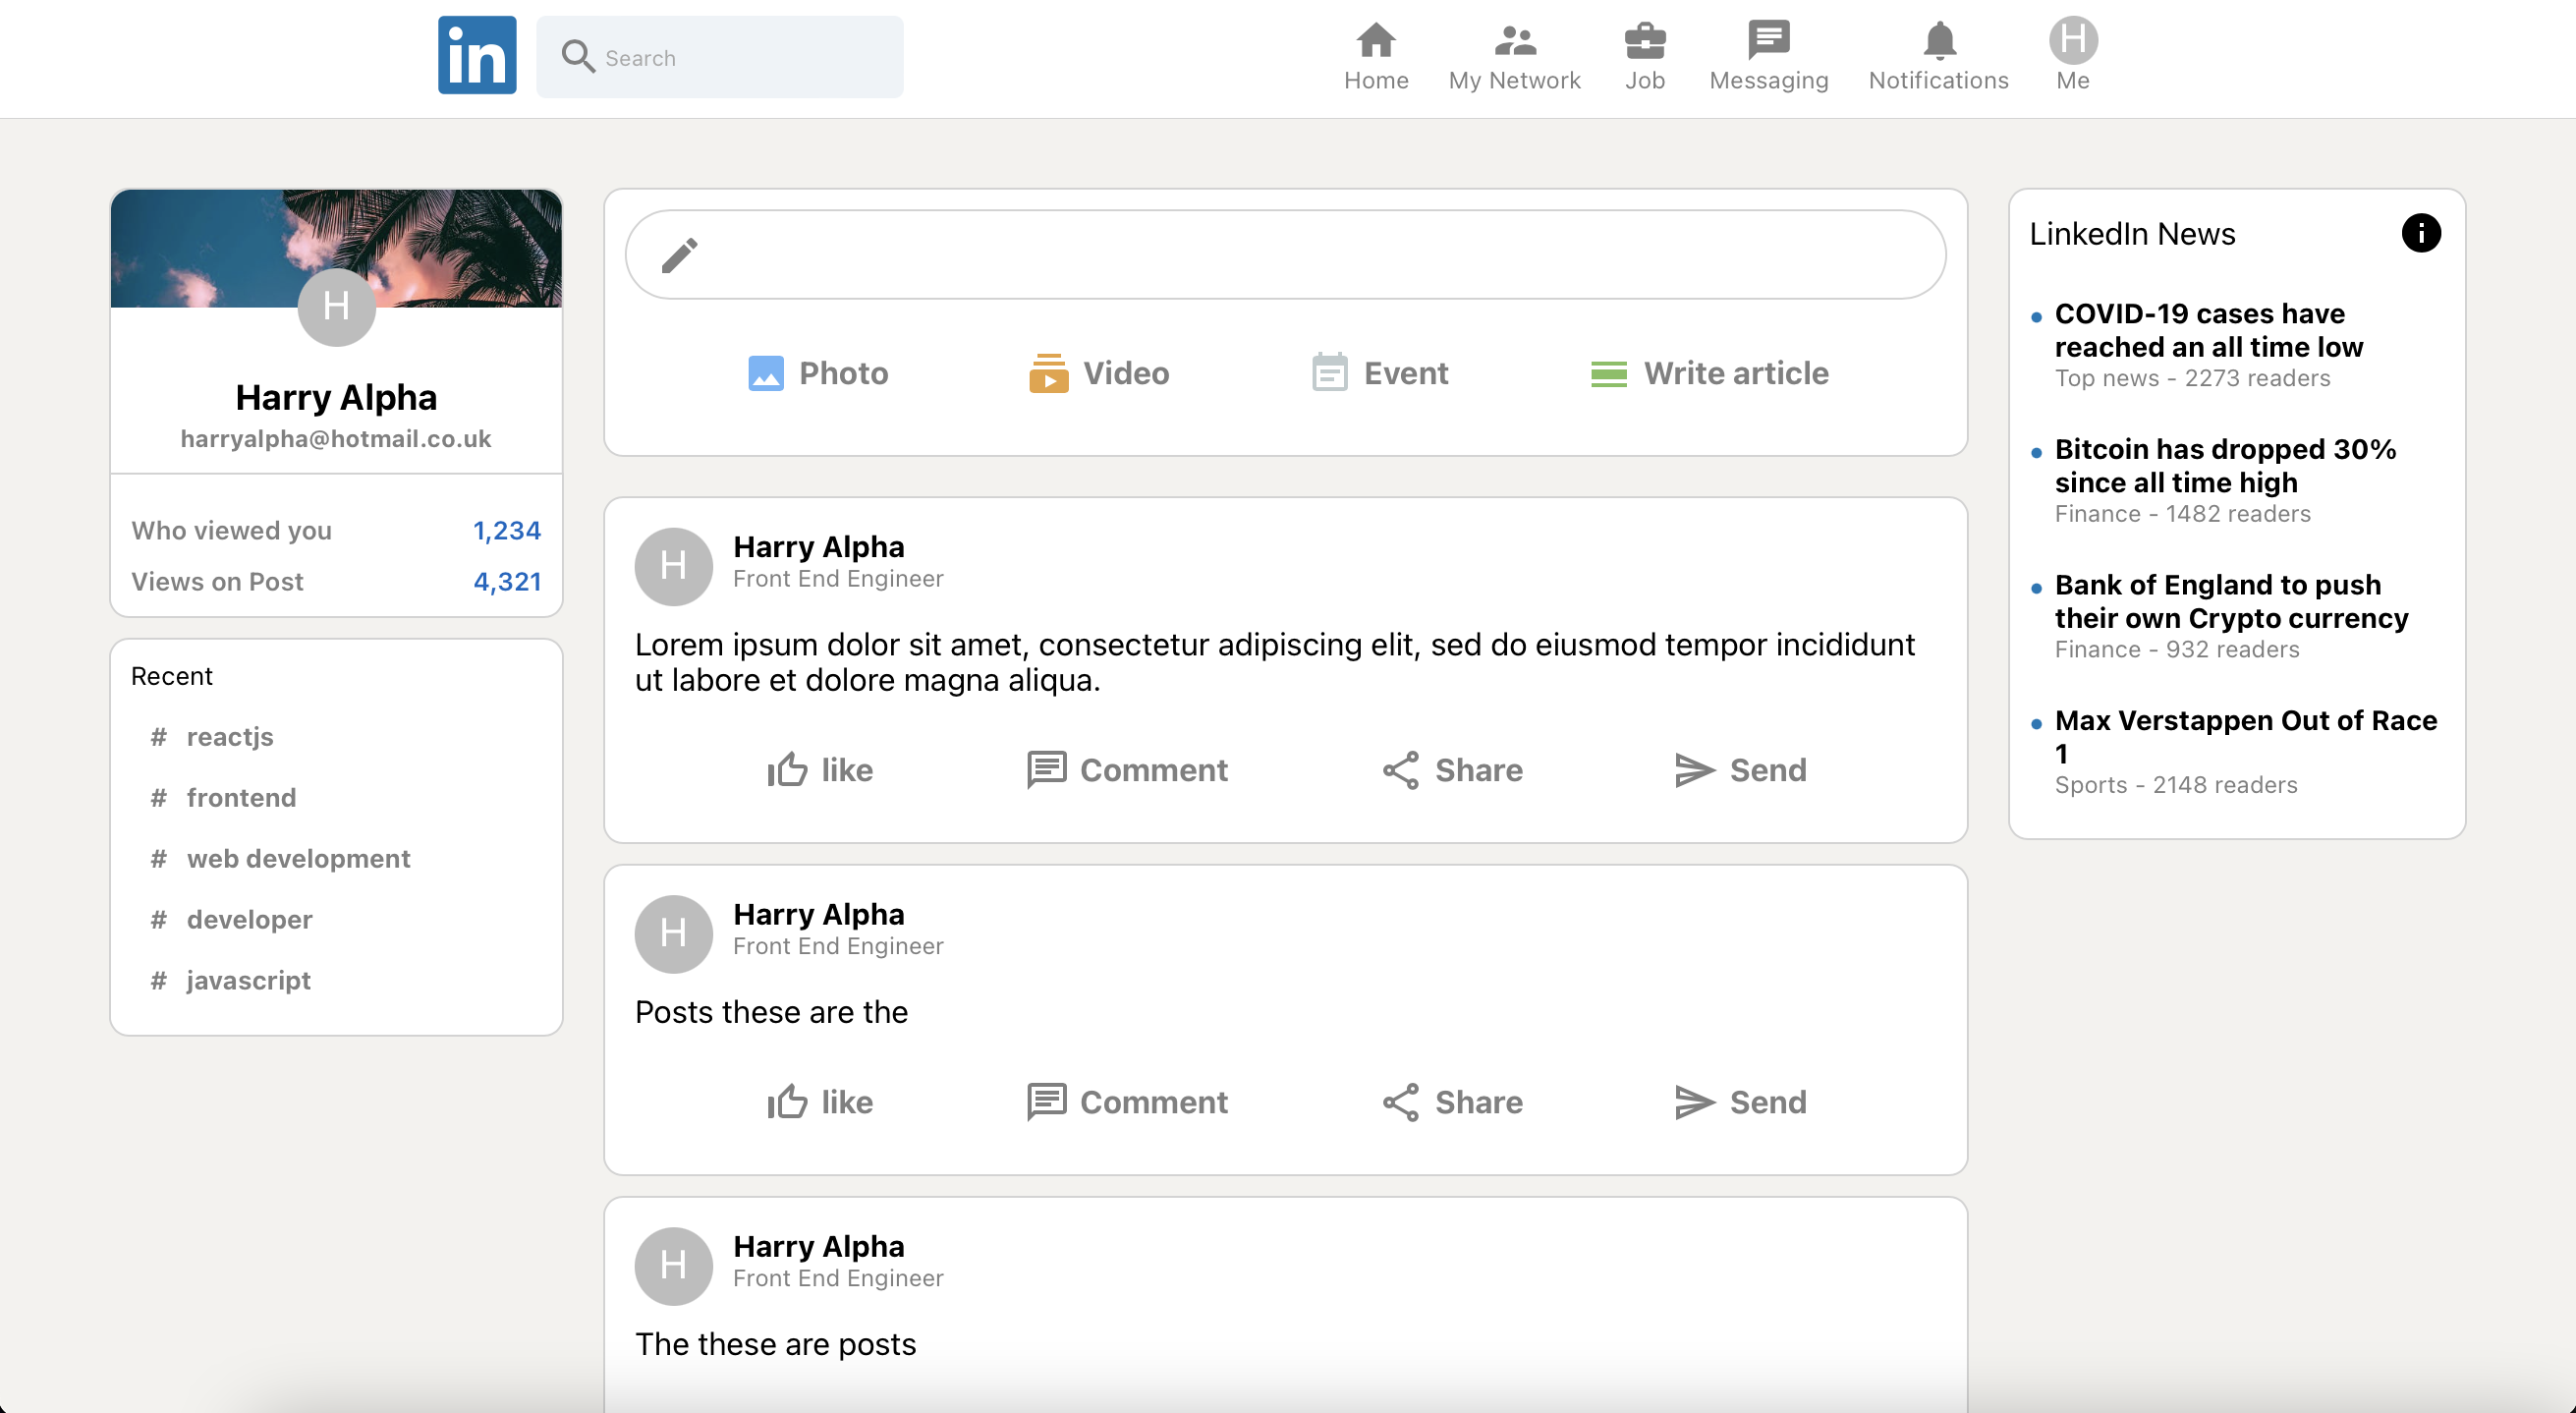 in
Search
Home
My Network
Job
Messaging
Notifications
H
Me
H
Harry Alpha
harryalpha@hotmail.co.uk
Who viewed you 1,234
Views on Post 4,321
Recent
# reactjs
# frontend
# web development
# developer
# javascript
Photo
Video
Event
Write article
H
Harry Alpha
Front End Engineer
Lorem ipsum dolor sit amet, consectetur adipiscing elit, sed do eiusmod tempor incididunt
ut labore et dolore magna aliqua.
like
Comment
Share
Send
H
Harry Alpha
Front End Engineer
Posts these are the
like
Comment
Share
Send
H
Harry Alpha
Front End Engineer
The these are posts
LinkedIn News
COVID-19 cases have
reached an all time low
Top news - 2273 readers
Bitcoin has dropped 30%
since all time high
Finance - 1482 readers
Bank of England to push
their own Crypto currency
Finance - 932 readers
Max Verstappen Out of Race
1
Sports - 2148 readers